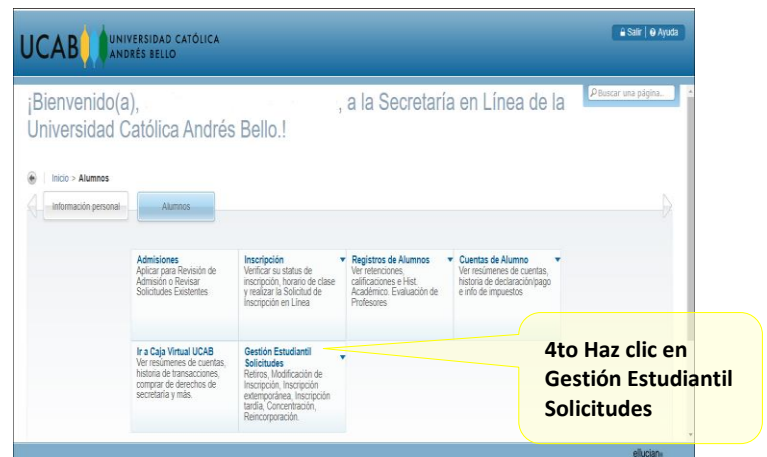 UCAB UNIVERSIDAD CATÓLICA
ANDRÉS BELLO
Salir | Ayuda
Buscar una página..
¡Bienvenido(a), , a la Secretaría en Línea de la
Universidad Católica Andrés Bello.!
Inicio > Alumnos
Información personal
Alumnos
Admisiones
Aplicar para Revisión de
Admisión o Revisar
Solicitudes Existentes
Inscripción
Verificar su status de
inscripción, horario de clase
y realizar la Solicitud de
Inscripción en Línea
Registros de Alumnos
Ver retenciones,
calificaciones e Hist.
Académico. Evaluación de
Profesores
Cuentas de Alumno
Ver resúmenes de cuentas,
historia de declaración/pago
e info de impuestos
Ir a Caja Virtual UCAB
Ver resúmenes de cuentas,
historia de transacciones,
comprar de derechos de
secretaría y más.
Gestión Estudiantil
Solicitudes
Retiros, Modificación de
Inscripción, Inscripción
extemporánea, Inscripción
tardía, Concentración,
Reincorporación.
4to Haz clic en
Gestión Estudiantil
Solicitudes
ellucian